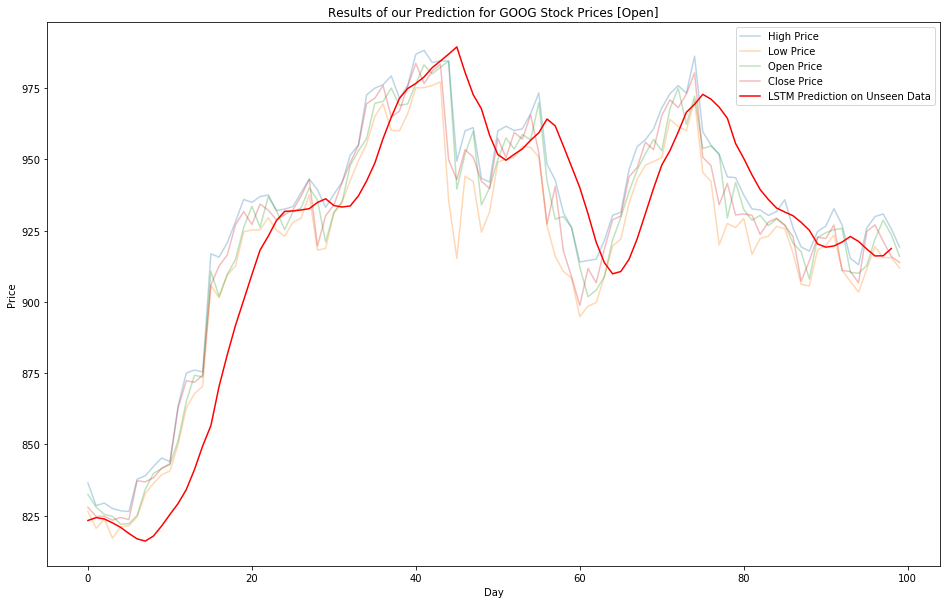 Results of our Prediction for GOOG Stock Prices [Open]
High Price
Low Price
Open Price
Close Price
LSTM Prediction on Unseen Data
975
950
925
900
875
850
825
Price
0 20 40 60 80 100
Day